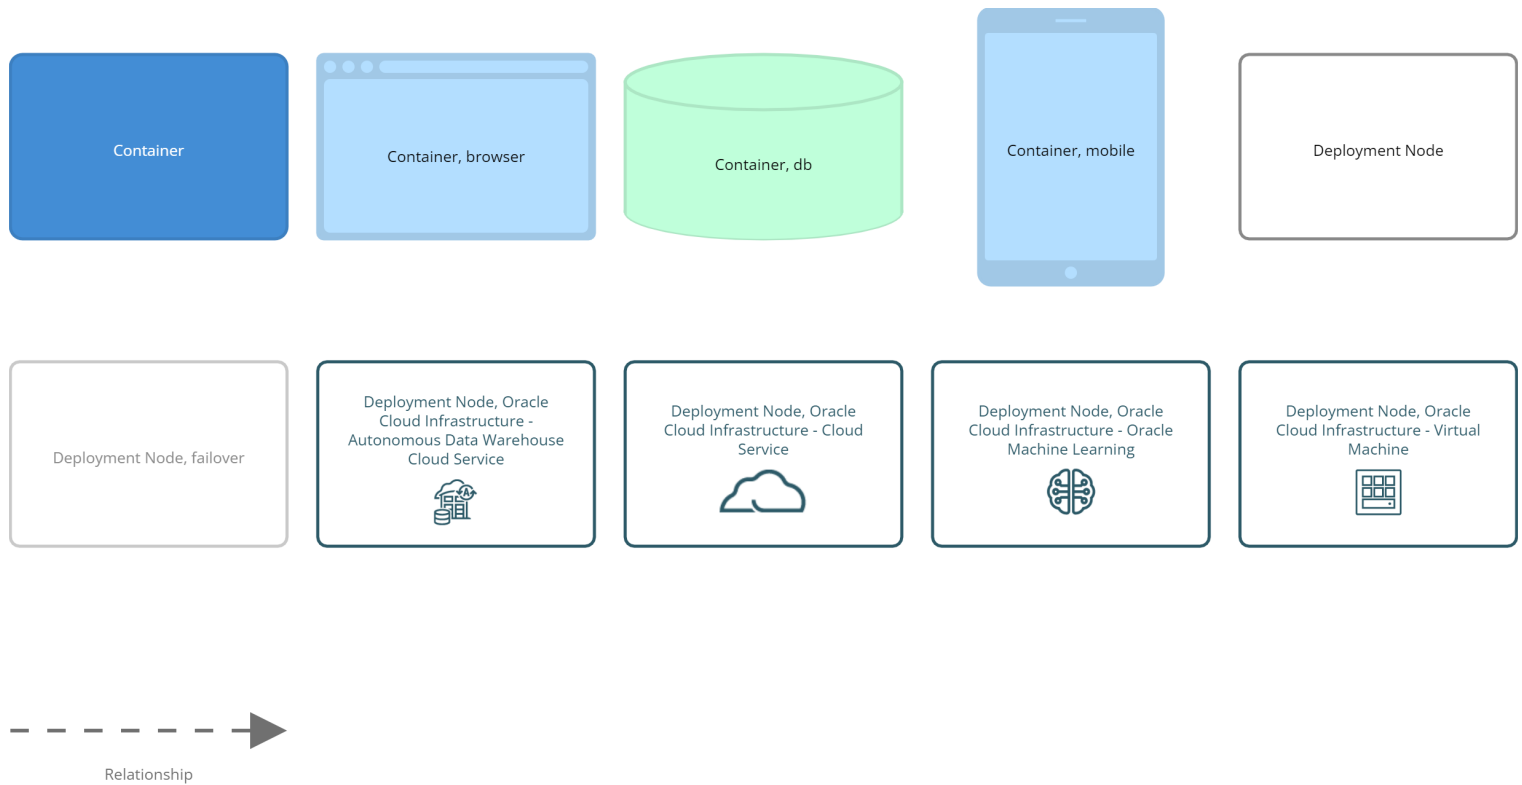 Container
Container, browser
Container, db
Container, mobile
Deployment Node
Deployment Node, failover
Deployment Node, Oracle
Cloud Infrastructure -
Autonomous Data Warehouse
Cloud Service
A
Deployment Node, Oracle
Cloud Infrastructure - Cloud
Service
Deployment Node, Oracle
Cloud Infrastructure - Oracle
Machine Learning
Deployment Node, Oracle
Cloud Infrastructure - Virtual
Machine
Relationship